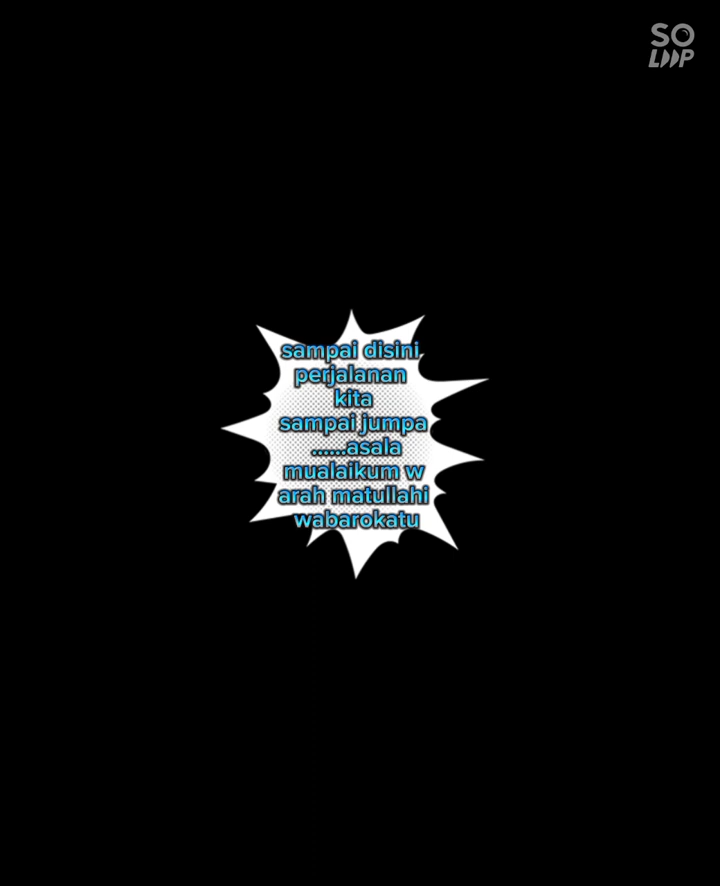 SO
LOOP
sampai disini
perjalanan
kita
sampai jumpa
......asala
mualaikum w
arah matullahi
wabarokatu